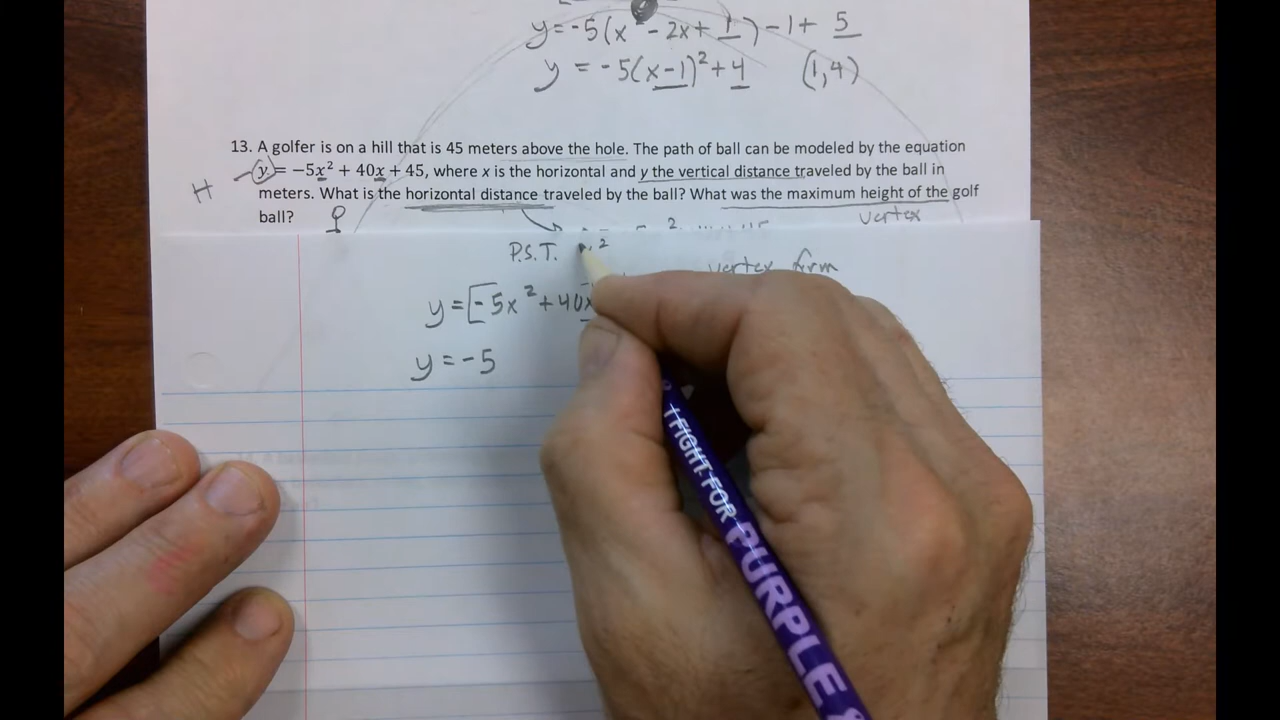 y = -5(x² - 2x + 1) - 1 + 5
y = -5(x-1)² + 4 (1,4)
13. A golfer is on a hill that is 45 meters above the hole. The path of ball can be modeled by the equation
y = −5x² + 40x + 45, where x is the horizontal and y the vertical distance traveled by the ball in
H meters. What is the horizontal distance traveled by the ball? What was the maximum height of the golf
ball?
vertex
P.S.T.
vertex form
y = [-5x² + 40x
y = -5
I FIGHT FOR PURPLE